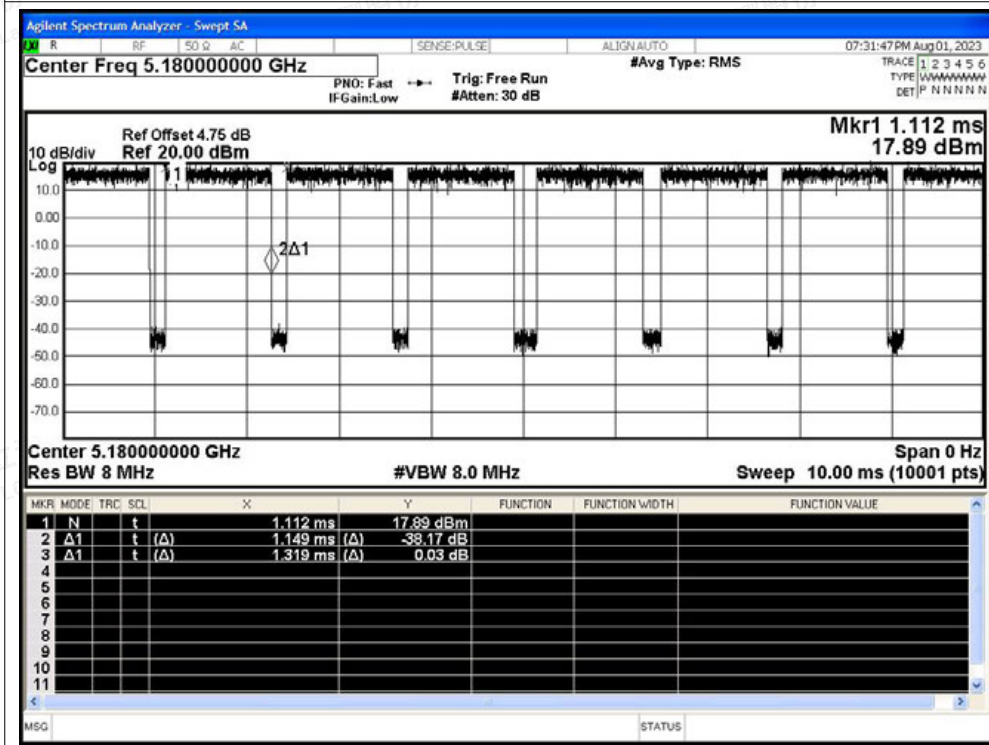 Agilent Spectrum Analyzer - Swept SA
R RF 50 Ω AC SENSE:PULSE ALIGN AUTO 07:31:47 PM Aug 01, 2023
Center Freq 5.180000000 GHz #Avg Type: RMS TRACE 1 2 3 4 5 6
PNO: Fast Trig: Free Run TYPE WWWWWW
IFGain:Low #Atten: 30 dB DET P N N N N N
Mkr1 1.112 ms
Ref Offset 4.75 dB
10 dB/div Ref 20.00 dBm 17.89 dBm
Log
1
10.0
0.00
-10.0 2Δ1
-20.0
-30.0
-40.0
-50.0
-60.0
-70.0
Center 5.180000000 GHz Span 0 Hz
Res BW 8 MHz #VBW 8.0 MHz Sweep 10.00 ms (10001 pts)
MKR MODE TRC SCL X Y FUNCTION FUNCTION WIDTH FUNCTION VALUE
1 N t 1.112 ms 17.89 dBm
2 Δ1 t (Δ) 1.149 ms (Δ) -38.17 dB
3 Δ1 t (Δ) 1.319 ms (Δ) 0.03 dB
4
5
6
7
8
9
10
11
MSG STATUS